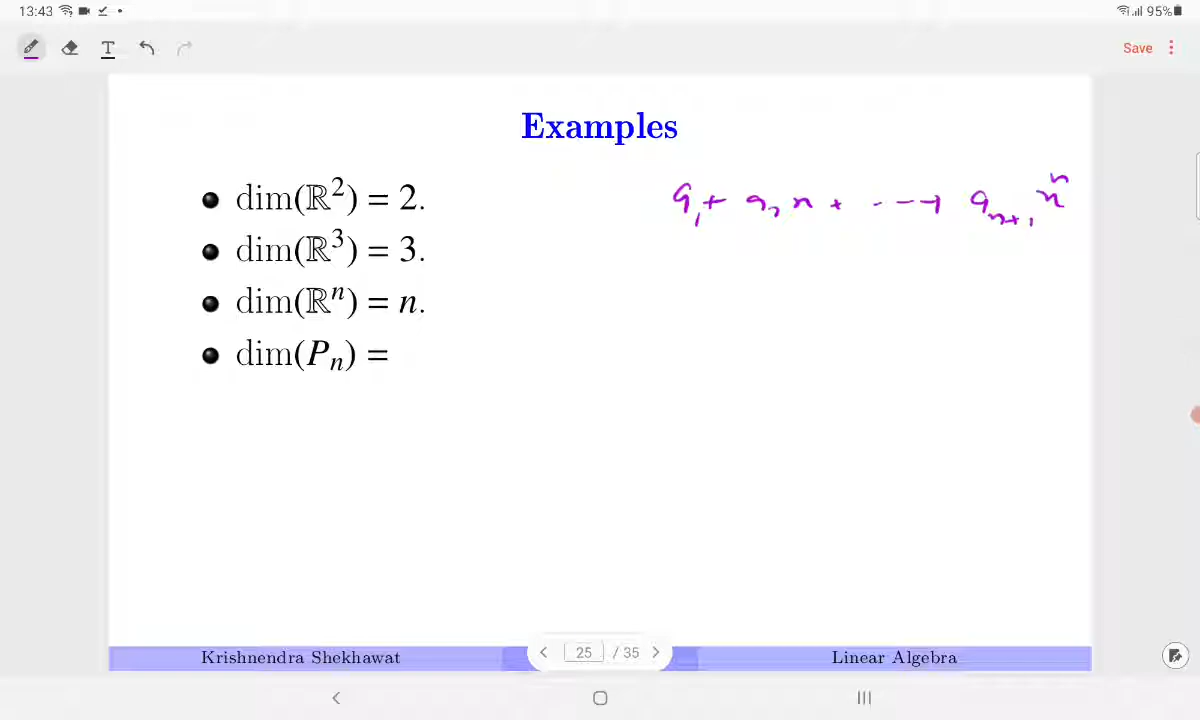 13:43 95%
T Save
Examples
• dim(ℝ²) = 2.
a₁ + a₂x + ---+ aₙ₊₁xⁿ
• dim(ℝ³) = 3.
• dim(ℝⁿ) = n.
• dim(Pₙ) =
Krishnendra Shekhawat < 25 / 35 > Linear Algebra